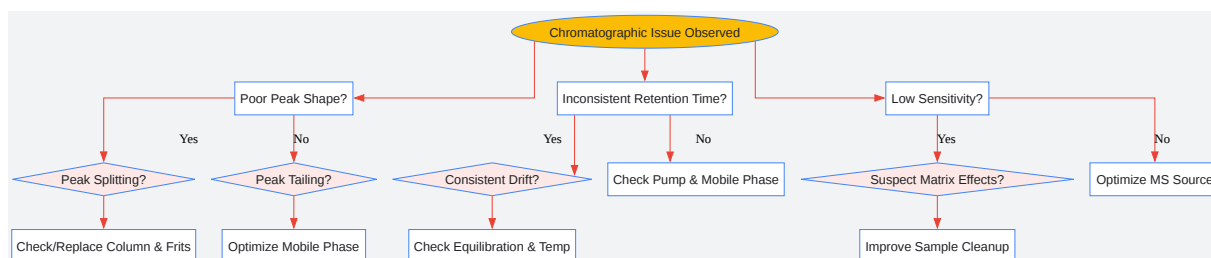 Chromatographic Issue Observed
Poor Peak Shape?
Inconsistent Retention Time?
Low Sensitivity?
Yes
No
Yes
No
Yes
No
Peak Splitting?
Peak Tailing?
Consistent Drift?
Check Pump & Mobile Phase
Suspect Matrix Effects?
Optimize MS Source
Check/Replace Column & Frits
Optimize Mobile Phase
Check Equilibration & Temp
Improve Sample Cleanup